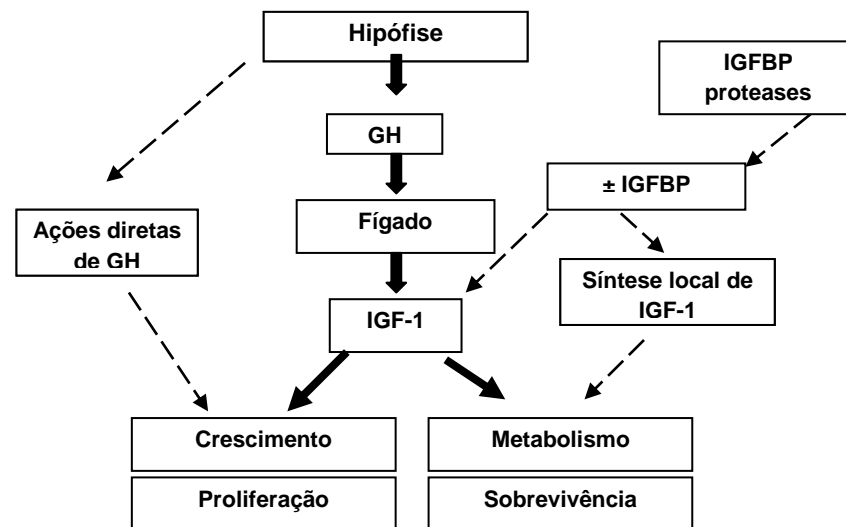 Hipófise
IGFBP
proteases
GH
± IGFBP
Fígado
Ações diretas
de GH
Síntese local de
IGF-1
IGF-1
Crescimento
Metabolismo
Proliferação
Sobrevivência